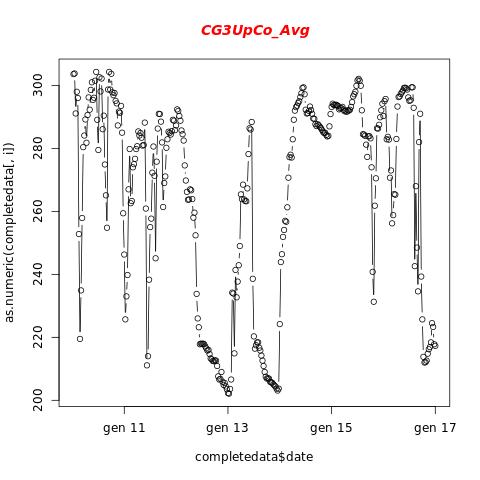 CG3UpCo_Avg
as.numeric(completedata[, i])
300
280
260
240
220
200
gen 11
gen 13
gen 15
gen 17
completedata$date